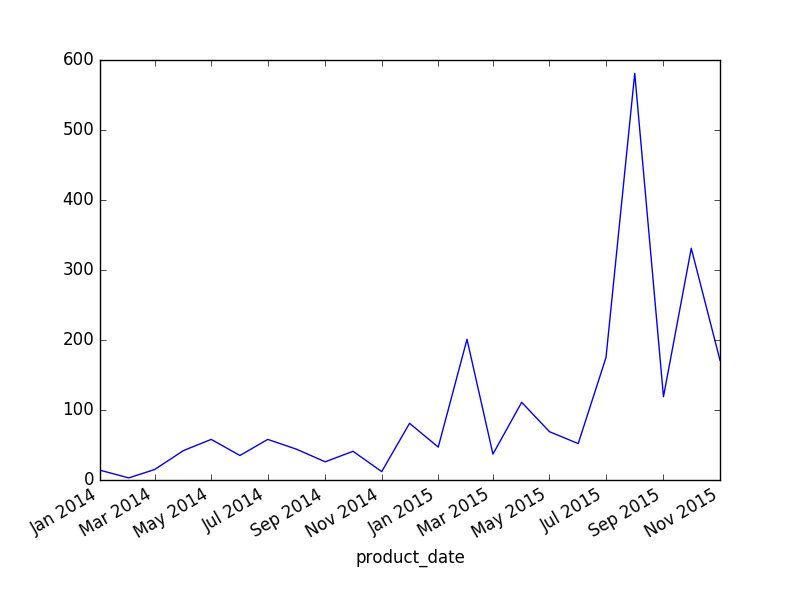 600
500
400
300
200
100
0
Jan 2014
Mar 2014
May 2014
Jul 2014
Sep 2014
Nov 2014
Jan 2015
Mar 2015
May 2015
Jul 2015
Sep 2015
Nov 2015
product_date